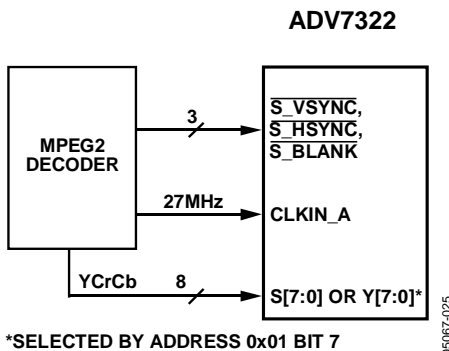 ADV7322
MPEG2
DECODER
3
S_VSYNC,
S_HSYNC,
S_BLANK
27MHz
CLKIN_A
YCrCb
8
S[7:0] OR Y[7:0]*
*SELECTED BY ADDRESS 0x01 BIT 7
05067-025